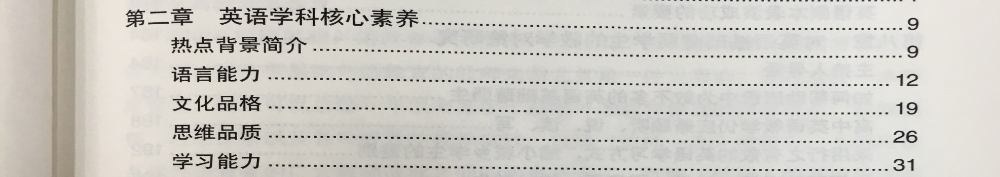 第二章 英语学科核心素养 9
热点背景简介 9
语言能力 12
文化品格 19
思维品质 26
学习能力 31